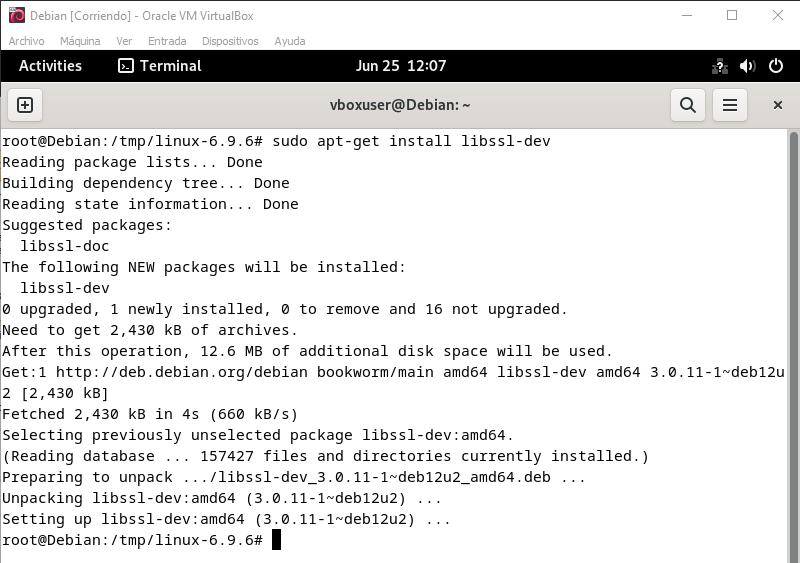 Debian [Corriendo] - Oracle VM VirtualBox
Archivo Máquina Ver Entrada Dispositivos Ayuda
Activities Terminal Jun 25 12:07
vboxuser@Debian: ~
root@Debian:/tmp/linux-6.9.6# sudo apt-get install libssl-dev
Reading package lists... Done
Building dependency tree... Done
Reading state information... Done
Suggested packages:
  libssl-doc
The following NEW packages will be installed:
  libssl-dev
0 upgraded, 1 newly installed, 0 to remove and 16 not upgraded.
Need to get 2,430 kB of archives.
After this operation, 12.6 MB of additional disk space will be used.
Get:1 http://deb.debian.org/debian bookworm/main amd64 libssl-dev amd64 3.0.11-1~deb12u
2 [2,430 kB]
Fetched 2,430 kB in 4s (660 kB/s)
Selecting previously unselected package libssl-dev:amd64.
(Reading database ... 157427 files and directories currently installed.)
Preparing to unpack .../libssl-dev_3.0.11-1~deb12u2_amd64.deb ...
Unpacking libssl-dev:amd64 (3.0.11-1~deb12u2) ...
Setting up libssl-dev:amd64 (3.0.11-1~deb12u2) ...
root@Debian:/tmp/linux-6.9.6#